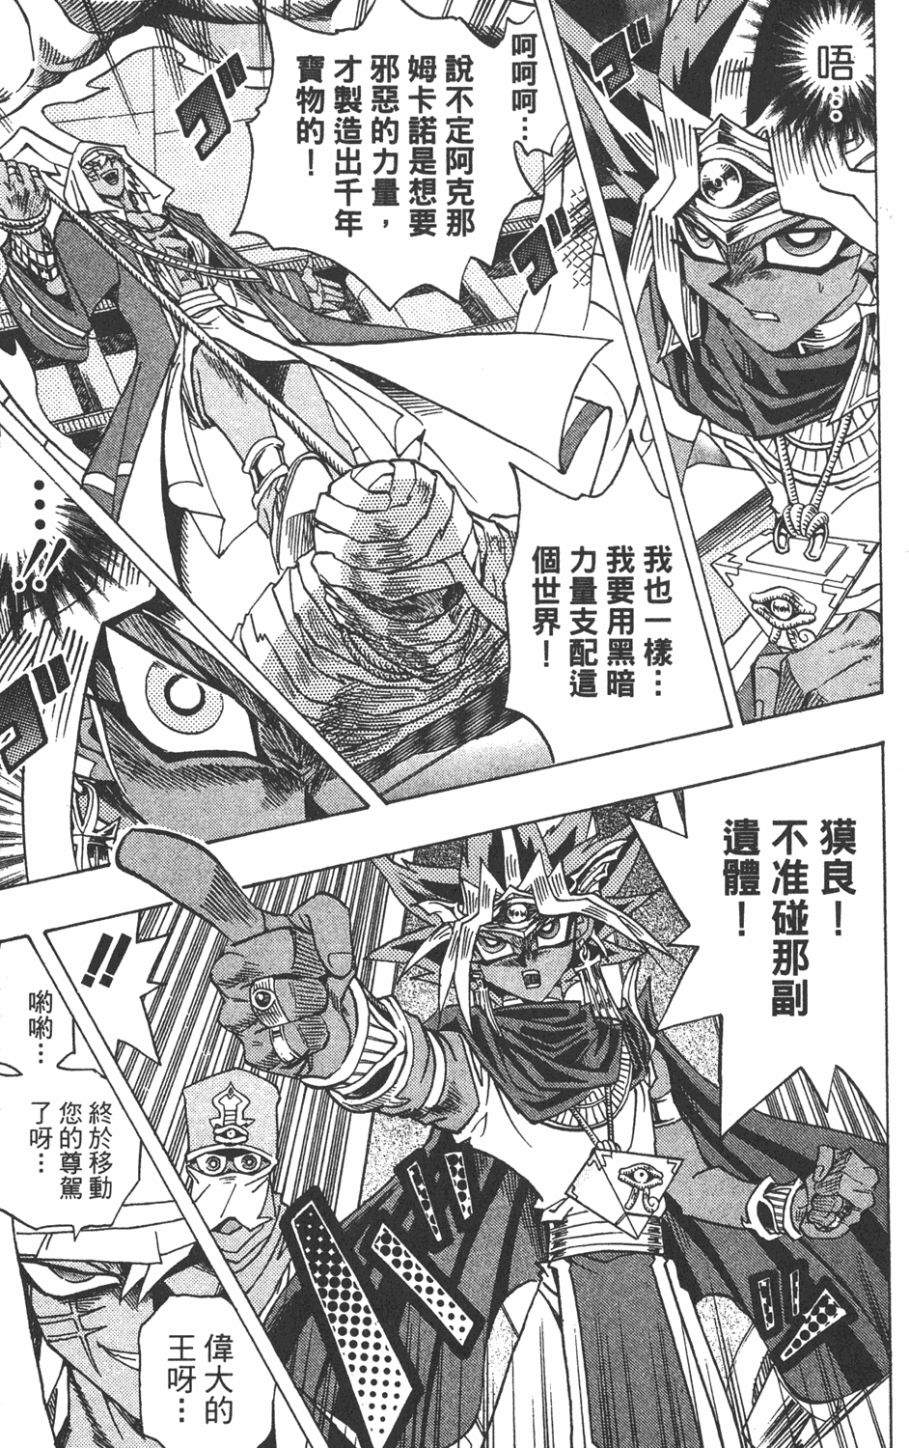 唔…
呵呵呵…
說不定阿克那
姆卡諾是想要
邪惡的力量，
才製造出千年
寶物的！
我也一樣…
我要用黑暗
力量支配這
個世界！
…!!
獏良！
不准碰那副
遺體！
!!
喲喲…
終於移動
您的尊駕
了呀…
偉大的
王呀…